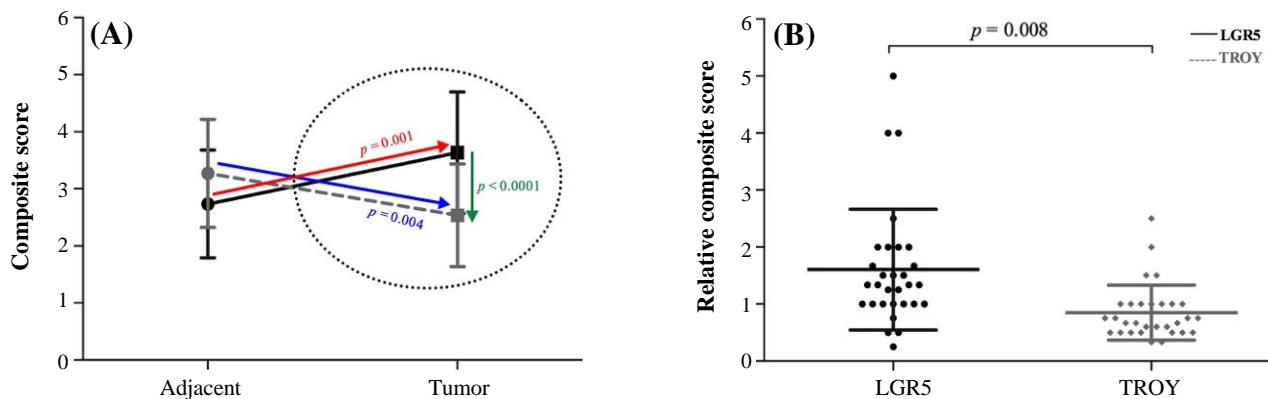 (A)
Composite score
6
5
4
3
2
1
0
p = 0.001
p < 0.0001
p = 0.004
Adjacent
Tumor
(B)
Relative composite score
6
5
4
3
2
1
0
p = 0.008
LGR5
TROY
LGR5
TROY